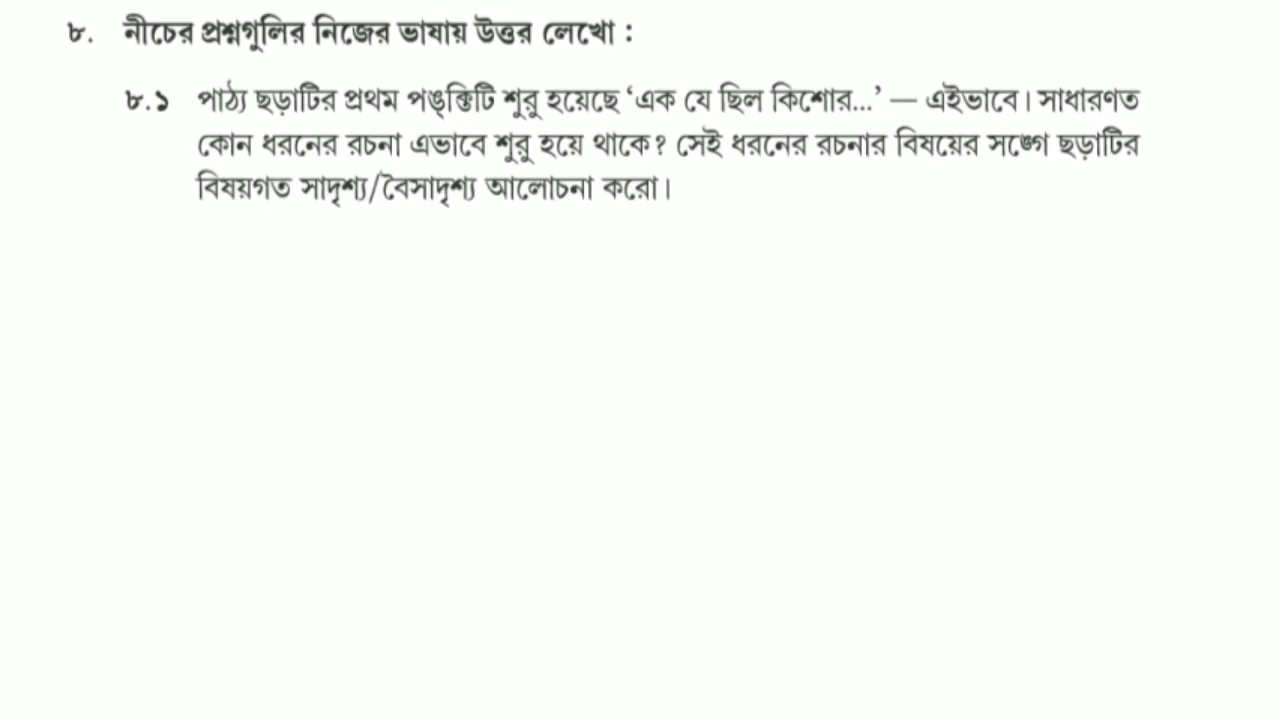 ৮. নীচের প্রশ্নগুলির নিজের ভাষায় উত্তর লেখো :
৮.১ পাঠ্য ছড়াটির প্রথম পঙ্‌ক্তিটি শুরু হয়েছে ‘এক যে ছিল কিশোর...’ — এইভাবে। সাধারণত
কোন ধরনের রচনা এভাবে শুরু হয়ে থাকে? সেই ধরনের রচনার বিষয়ের সঙ্গে ছড়াটির
বিষয়গত সাদৃশ্য/বৈসাদৃশ্য আলোচনা করো।